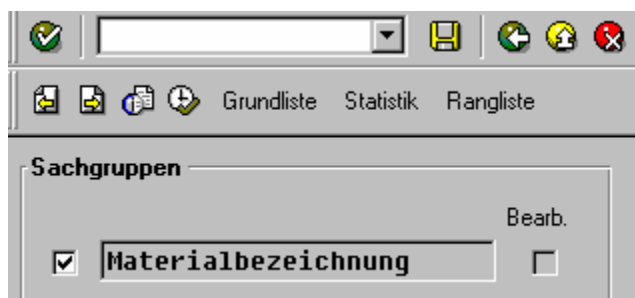 Grundliste Statistik Rangliste
Sachgruppen
Bearb.
Materialbezeichnung